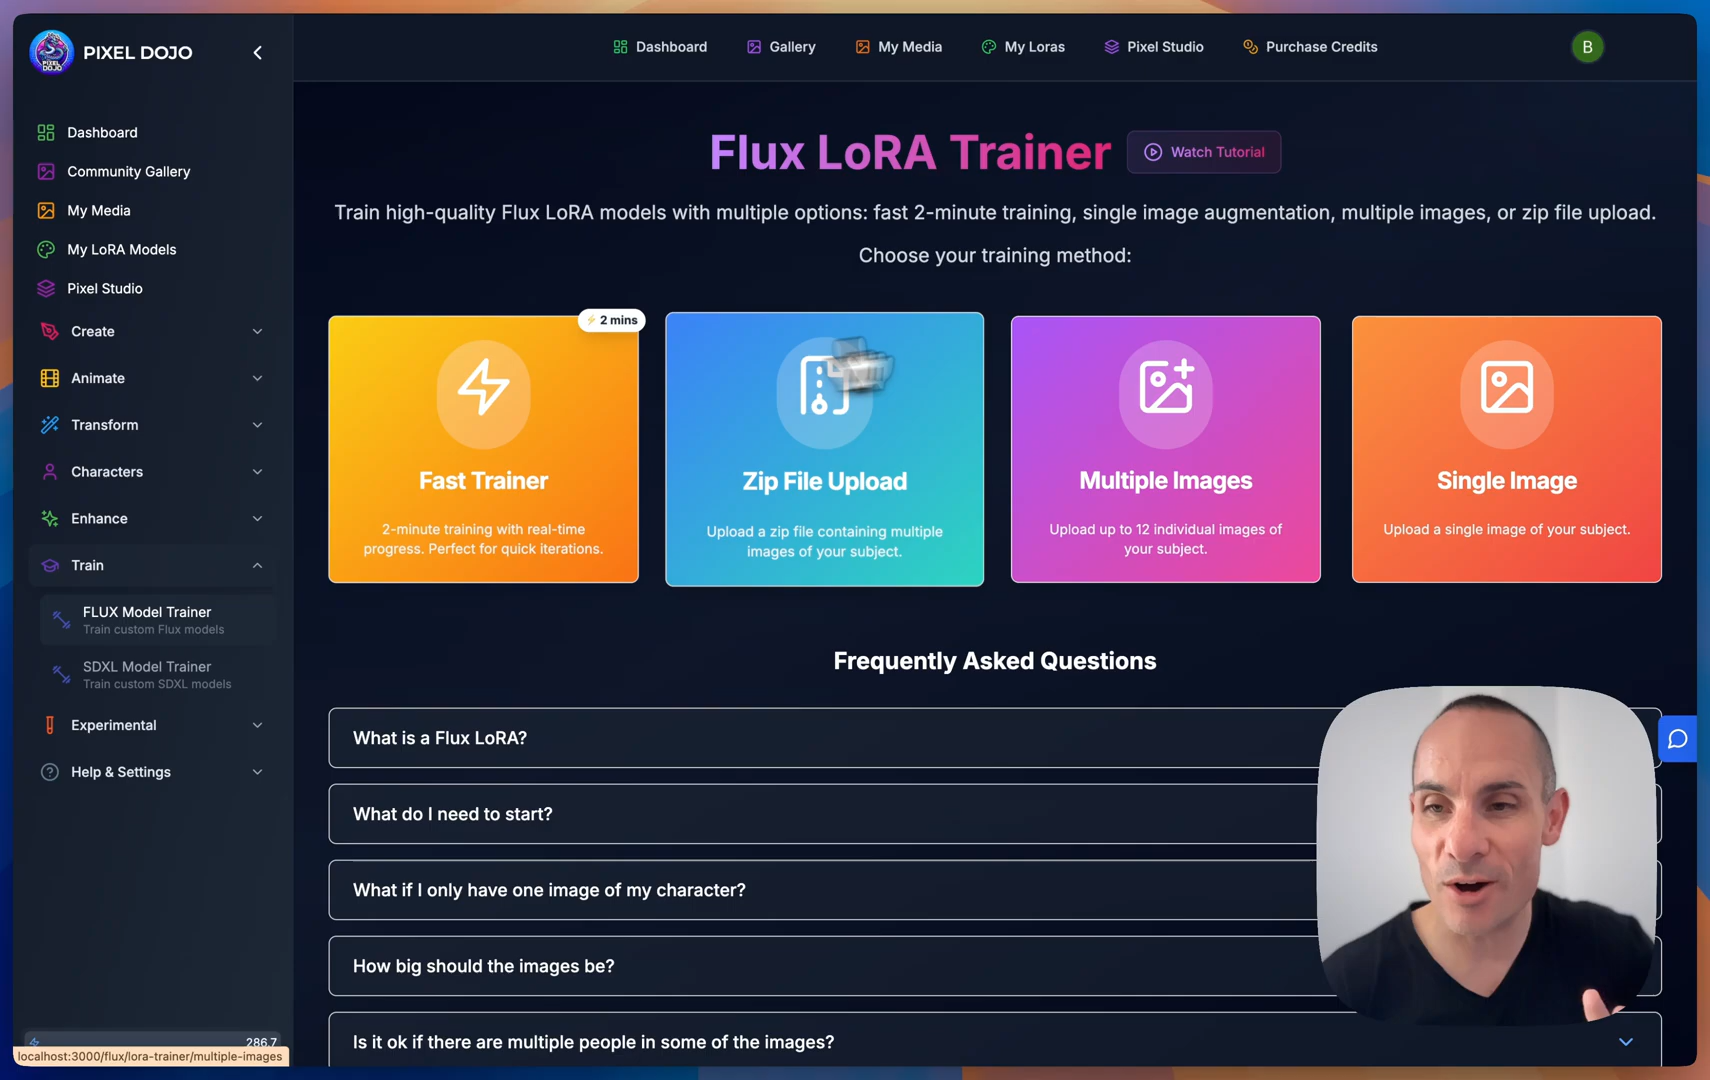 PIXEL DOJO
Dashboard
Gallery
My Media
My Loras
Pixel Studio
Purchase Credits
B
Dashboard
Community Gallery
My Media
My LoRA Models
Pixel Studio
Create
Animate
Transform
Characters
Enhance
Train
FLUX Model Trainer
Train custom Flux models
SDXL Model Trainer
Train custom SDXL models
Experimental
Help & Settings
286.7
localhost:3000/flux/lora-trainer/multiple-images
Flux LoRA Trainer
Watch Tutorial
Train high-quality Flux LoRA models with multiple options: fast 2-minute training, single image augmentation, multiple images, or zip file upload.
Choose your training method:
2 mins
Fast Trainer
2-minute training with real-time
progress. Perfect for quick iterations.
Zip File Upload
Upload a zip file containing multiple
images of your subject.
Multiple Images
Upload up to 12 individual images of
your subject.
Single Image
Upload a single image of your subject.
Frequently Asked Questions
What is a Flux LoRA?
What do I need to start?
What if I only have one image of my character?
How big should the images be?
Is it ok if there are multiple people in some of the images?